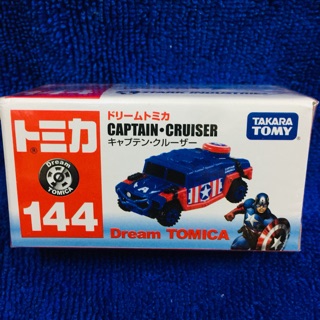 トミカ
Dream
TOMICA
144
ドリームトミカ
CAPTAIN・CRUISER
キャプテン・クルーザー
TAKARA
TOMY
Dream TOMICA